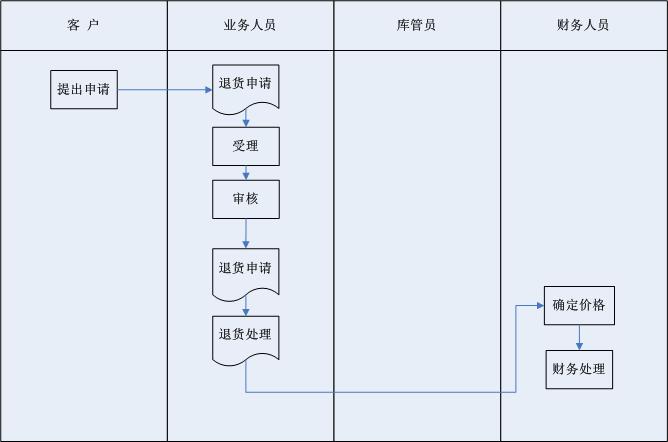 客 户
业务人员
库管员
财务人员
提出申请
退货申请
受理
审核
退货申请
退货处理
确定价格
财务处理